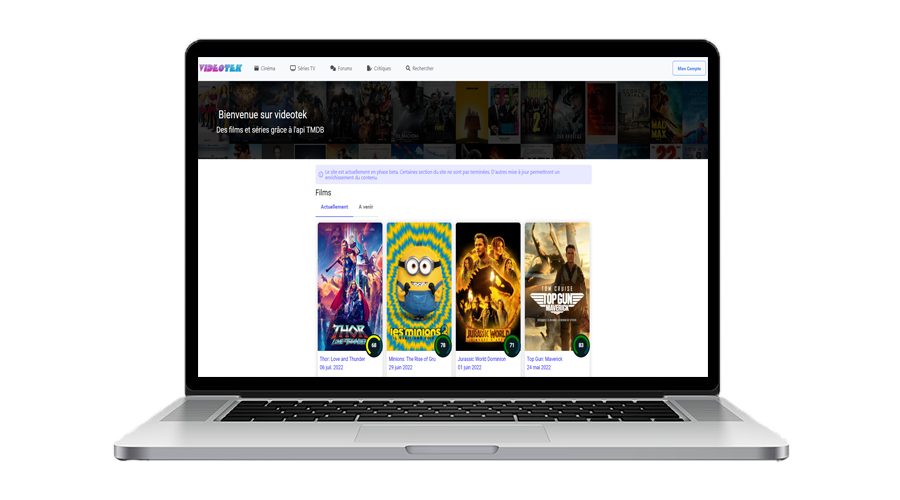 VIDEOTEK Cinéma Séries TV Forums Critiques Rechercher Mon Compte
Bienvenue sur videotek
Des films et séries grâce à l'api TMDB
MAD
MAX
22
Le site est actuellement en phase beta. Certaines section du site ne sont pas terminées. D'autres mise à jour permettront un
enrichissement du contenu.
Films
Actuellement A venir
TOM CRUISE
TOP GUN
MAVERICK
THOR
LOVE AND THUNDER
les minions
JURASSIC WORLD
68 78 71 83
Thor: Love and Thunder Minions: The Rise of Gru Jurassic World Dominion Top Gun: Maverick
06 juil. 2022 29 juin 2022 01 juin 2022 24 mai 2022